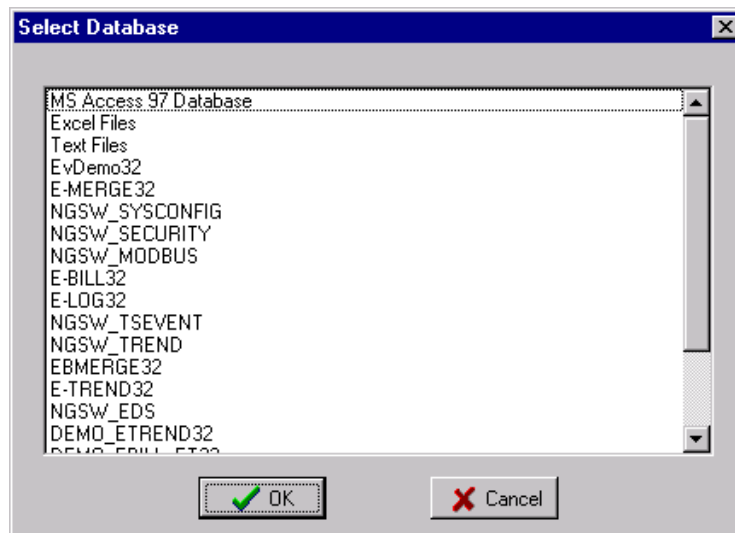 Select Database
MS Access 97 Database
Excel Files
Text Files
EvDemo32
E-MERGE32
NGSW_SYSCONFIG
NGSW_SECURITY
NGSW_MODBUS
E-BILL32
E-LOG32
NGSW_TSEVENT
NGSW_TREND
EBMERGE32
E-TREND32
NGSW_EDS
DEMO_ETREND32
OK Cancel